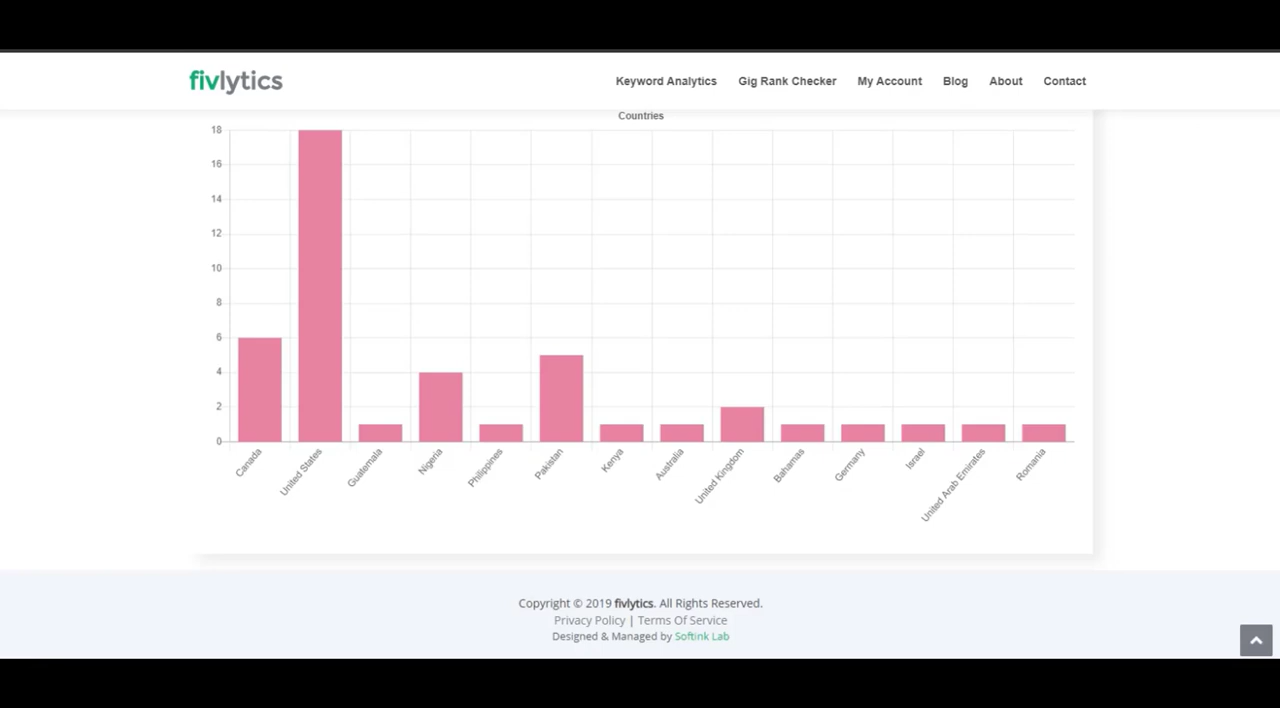 fivlytics
Keyword Analytics Gig Rank Checker My Account Blog About Contact
Countries
18
16
14
12
10
8
6
4
2
0
Canada United States Guatemala Nigeria Philippines Pakistan Kenya Australia United Kingdom Bahamas Germany Israel United Arab Emirates Romania
Copyright © 2019 fivlytics. All Rights Reserved.
Privacy Policy | Terms Of Service
Designed & Managed by Softink Lab